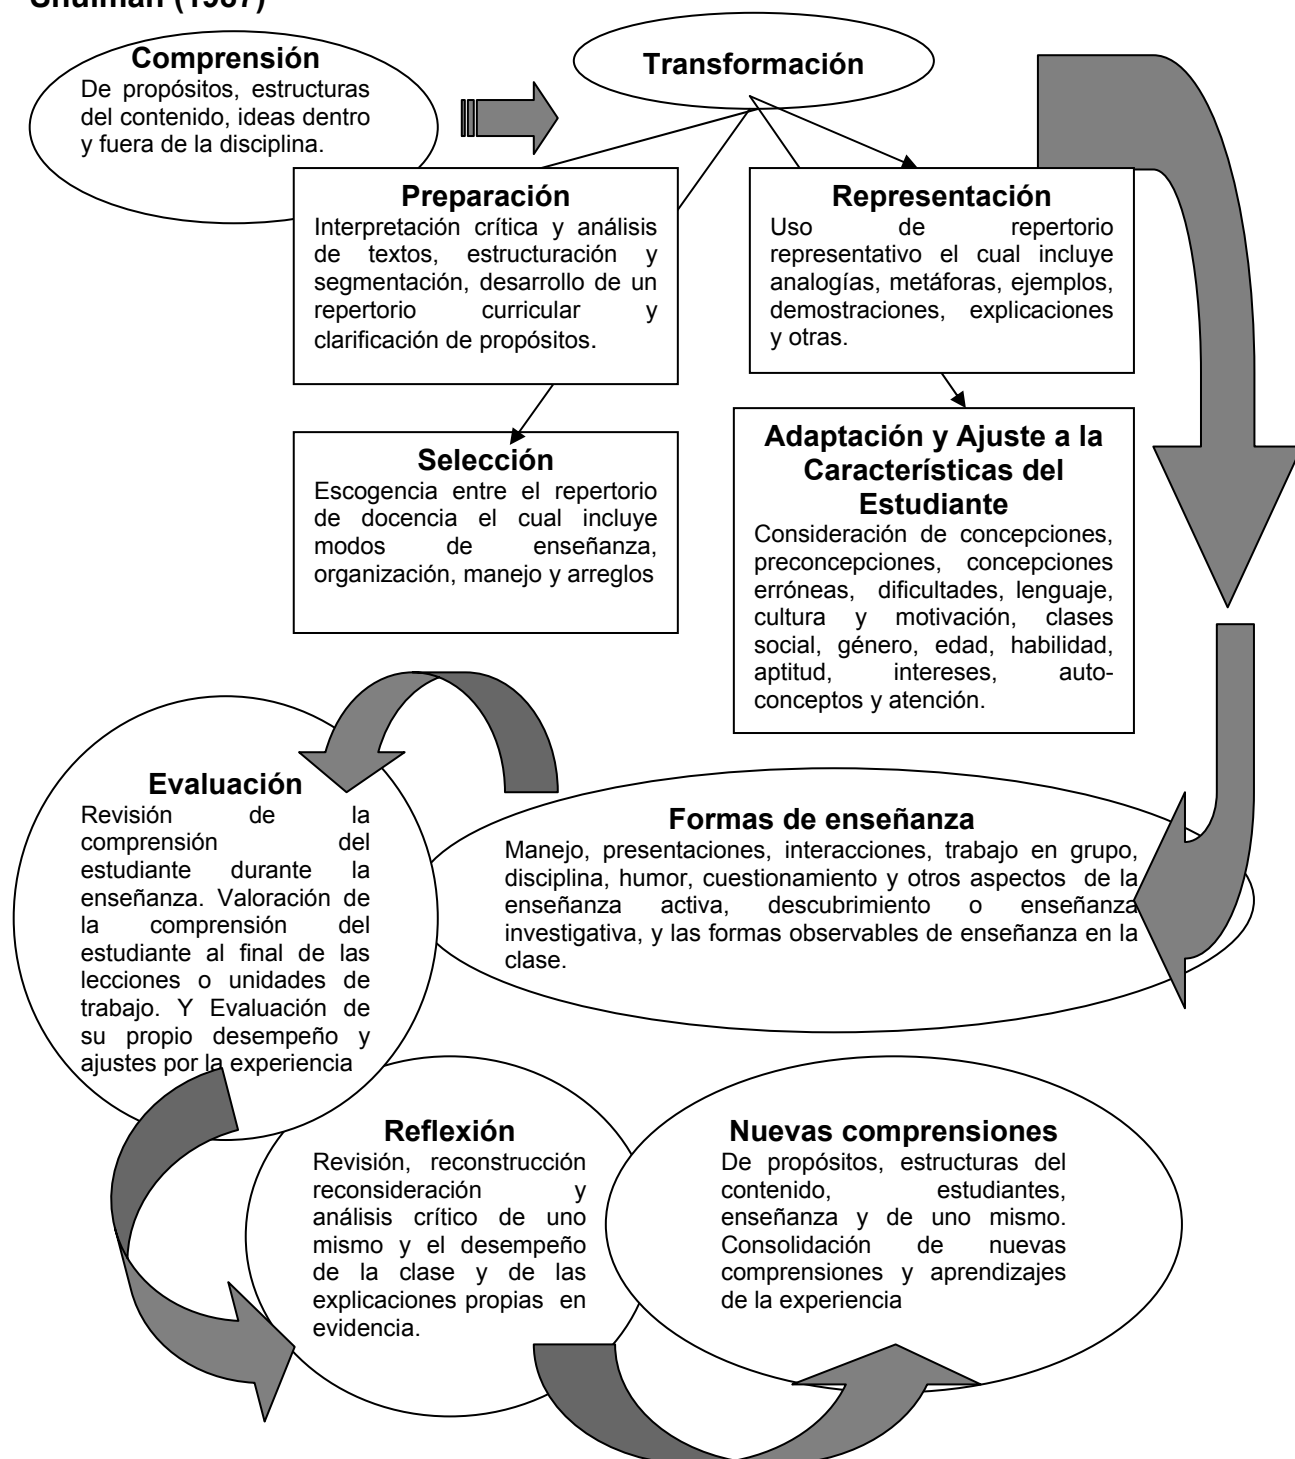 Shulman (1987)
Comprensión
De propósitos, estructuras
del contenido, ideas dentro
y fuera de la disciplina.
Transformación
Preparación
Interpretación crítica y análisis
de textos, estructuración y
segmentación, desarrollo de un
repertorio curricular y
clarificación de propósitos.
Representación
Uso de repertorio
representativo el cual incluye
analogías, metáforas, ejemplos,
demostraciones, explicaciones
y otras.
Selección
Escogencia entre el repertorio
de docencia el cual incluye
modos de enseñanza,
organización, manejo y arreglos
Adaptación y Ajuste a la
Características del
Estudiante
Consideración de concepciones,
preconcepciones, concepciones
erróneas, dificultades, lenguaje,
cultura y motivación, clases
social, género, edad, habilidad,
aptitud, intereses, auto-
conceptos y atención.
Evaluación
Revisión de la
comprensión del
estudiante durante la
enseñanza. Valoración de
la comprensión del
estudiante al final de las
lecciones o unidades de
trabajo. Y Evaluación de
su propio desempeño y
ajustes por la experiencia
Formas de enseñanza
Manejo, presentaciones, interacciones, trabajo en grupo,
disciplina, humor, cuestionamiento y otros aspectos de la
enseñanza activa, descubrimiento o enseñanza
investigativa, y las formas observables de enseñanza en la
clase.
Reflexión
Revisión, reconstrucción
reconsideración y
análisis crítico de uno
mismo y el desempeño
de la clase y de las
explicaciones propias en
evidencia.
Nuevas comprensiones
De propósitos, estructuras del
contenido, estudiantes,
enseñanza y de uno mismo.
Consolidación de nuevas
comprensiones y aprendizajes
de la experiencia